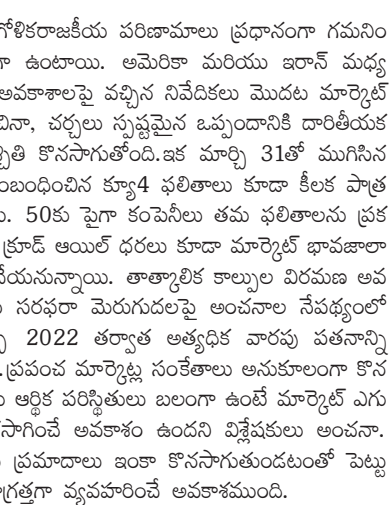 గోళికరాజకీయ పరిణామాలు ప్రధానంగా గమనిం
ఉంటాయి. అమెరికా మరియు ఇరాన్ మధ్య
అవకాశాలపై వచ్చిన నివేదికలు మొదట మార్కెట్
చినా, చర్చలు స్పష్టమైన ఒప్పందానికి దారితీయక
కొనసాగుతోంది.ఇక మార్చి 31తో ముగిసిన
ంబంధించిన క్యూ4 ఫలితాలు కూడా కీలక పాత్ర
50కు పైగా కంపెనీలు తమ ఫలితాలను ప్రక
క్రూడ్ ఆయిల్ ధరలు కూడా మార్కెట్ భావజాలా
చేయనున్నాయి. తాత్కాలిక కాల్పుల విరమణ అవ
సరఫరా మెరుగుదలపై అంచనాల నేపథ్యంలో
2022 తర్వాత అత్యధిక వారపు పతనాన్ని
.ప్రపంచ మార్కెట్ల సంకేతాలు అనుకూలంగా కొన
ఆర్థిక పరిస్థితులు బలంగా ఉంటే మార్కెట్ ఎగు
సాగించే అవకాశం ఉందని విశ్లేషకులు అంచనా.
ప్రమాదాలు ఇంకా కొనసాగుతుండటంతో పెట్టు
గ్రత్తగా వ్యవహరించే అవకాశముంది.